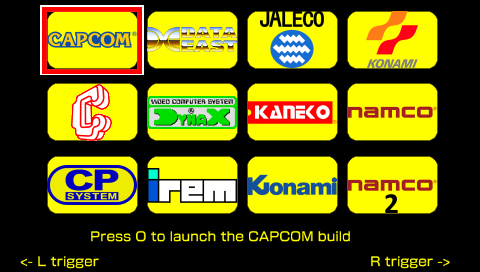 CAPCOM®
DATA EAST
JALECO
KONAMI
C
VIDEO COMPUTER SYSTEM
DYNAX
KANEKO
namco®
CP
SYSTEM
irem
Konami
namco®
2
Press O to launch the CAPCOM build
<- L trigger
R trigger ->